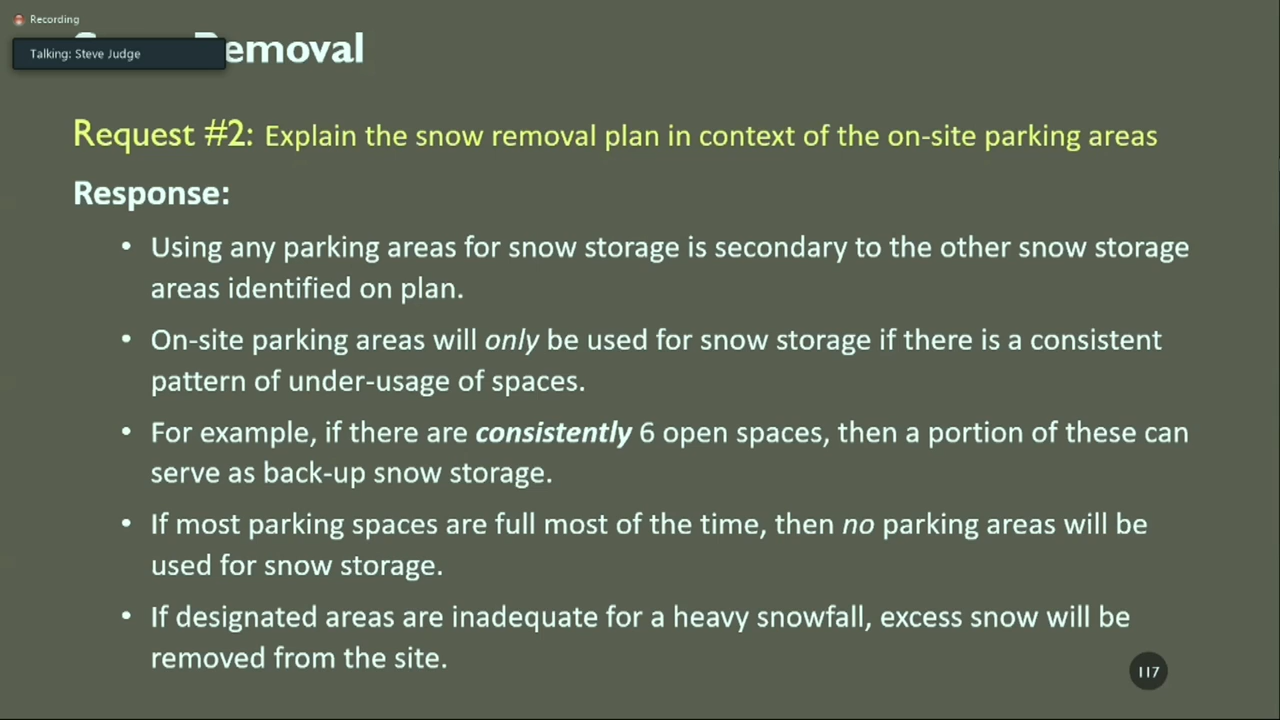 Recording
Talking: Steve Judge
emoval
Request #2: Explain the snow removal plan in context of the on-site parking areas
Response:
• Using any parking areas for snow storage is secondary to the other snow storage
areas identified on plan.
• On-site parking areas will only be used for snow storage if there is a consistent
pattern of under-usage of spaces.
• For example, if there are consistently 6 open spaces, then a portion of these can
serve as back-up snow storage.
• If most parking spaces are full most of the time, then no parking areas will be
used for snow storage.
• If designated areas are inadequate for a heavy snowfall, excess snow will be
removed from the site.
117